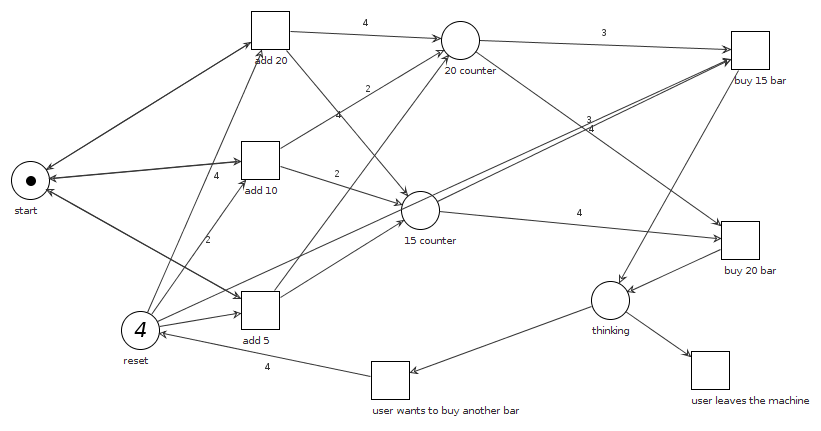 4
3
add 20
20 counter
buy 15 bar
2
4
3
4
4
2
add 10
start
4
15 counter
2
buy 20 bar
4
thinking
add 5
reset
4
user leaves the machine
user wants to buy another bar